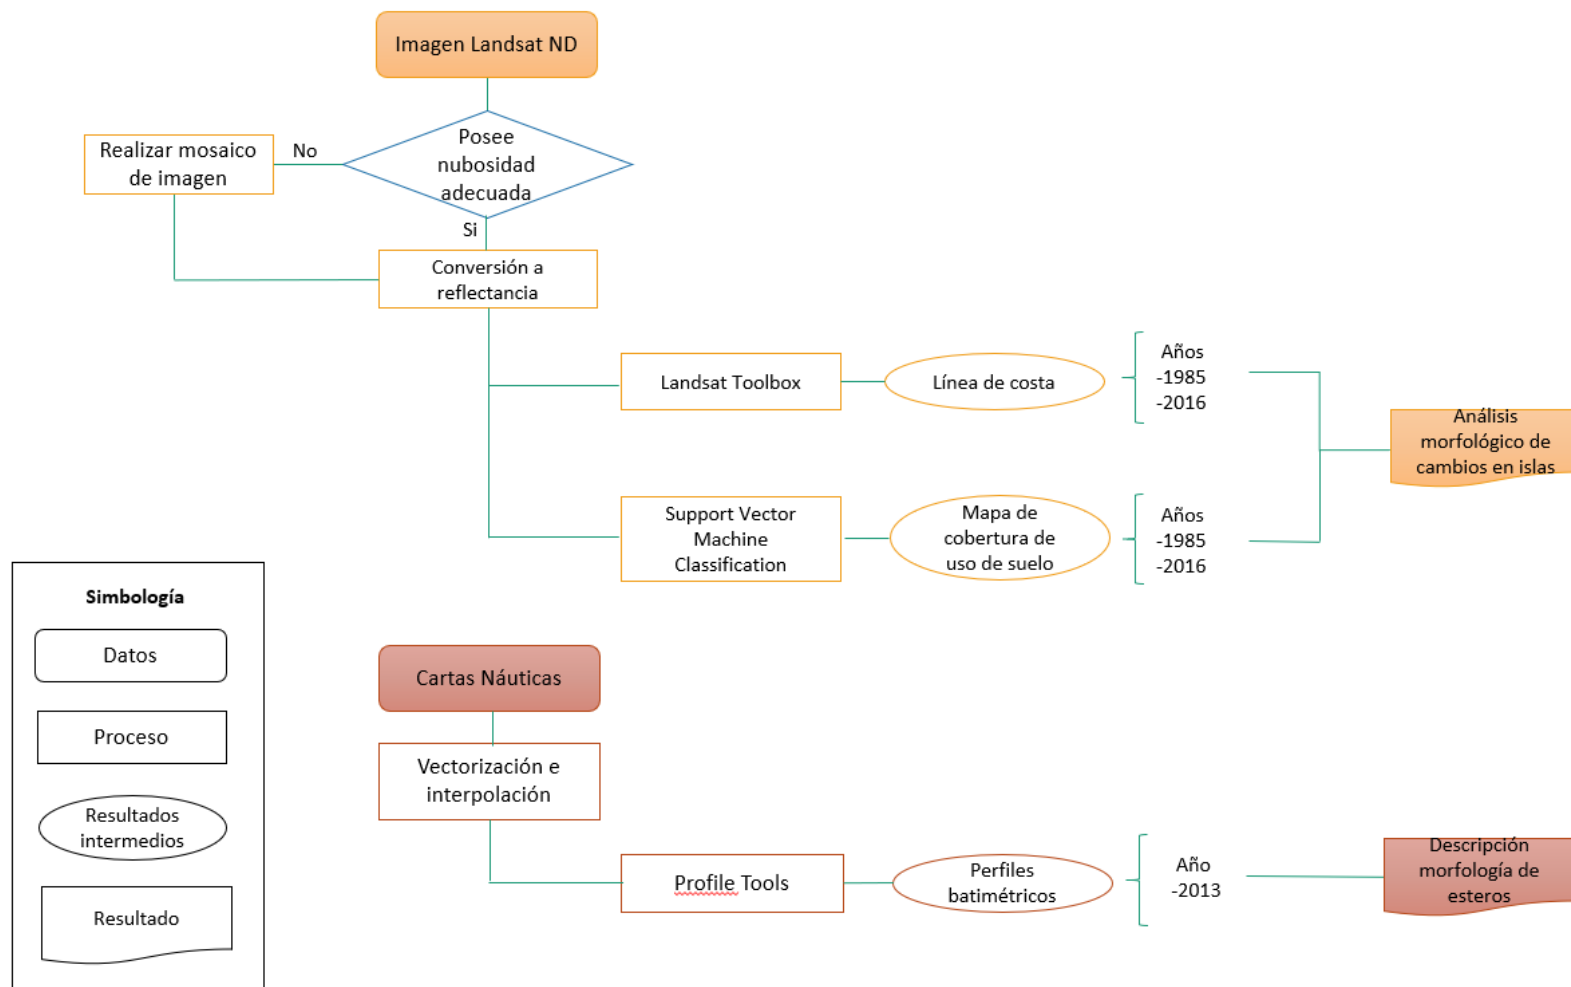 Imagen Landsat ND
Posee
nubosidad
adecuada
No
Realizar mosaico
de imagen
Si
Conversión a
reflectancia
Landsat Toolbox
Línea de costa
Años
-1985
-2016
Análisis
morfológico de
cambios en islas
Support Vector
Machine
Classification
Mapa de
cobertura de
uso de suelo
Años
-1985
-2016
Simbología
Datos
Proceso
Resultados
intermedios
Resultado
Cartas Náuticas
Vectorización e
interpolación
Profile Tools
Perfiles
batimétricos
Año
-2013
Descripción
morfología de
esteros